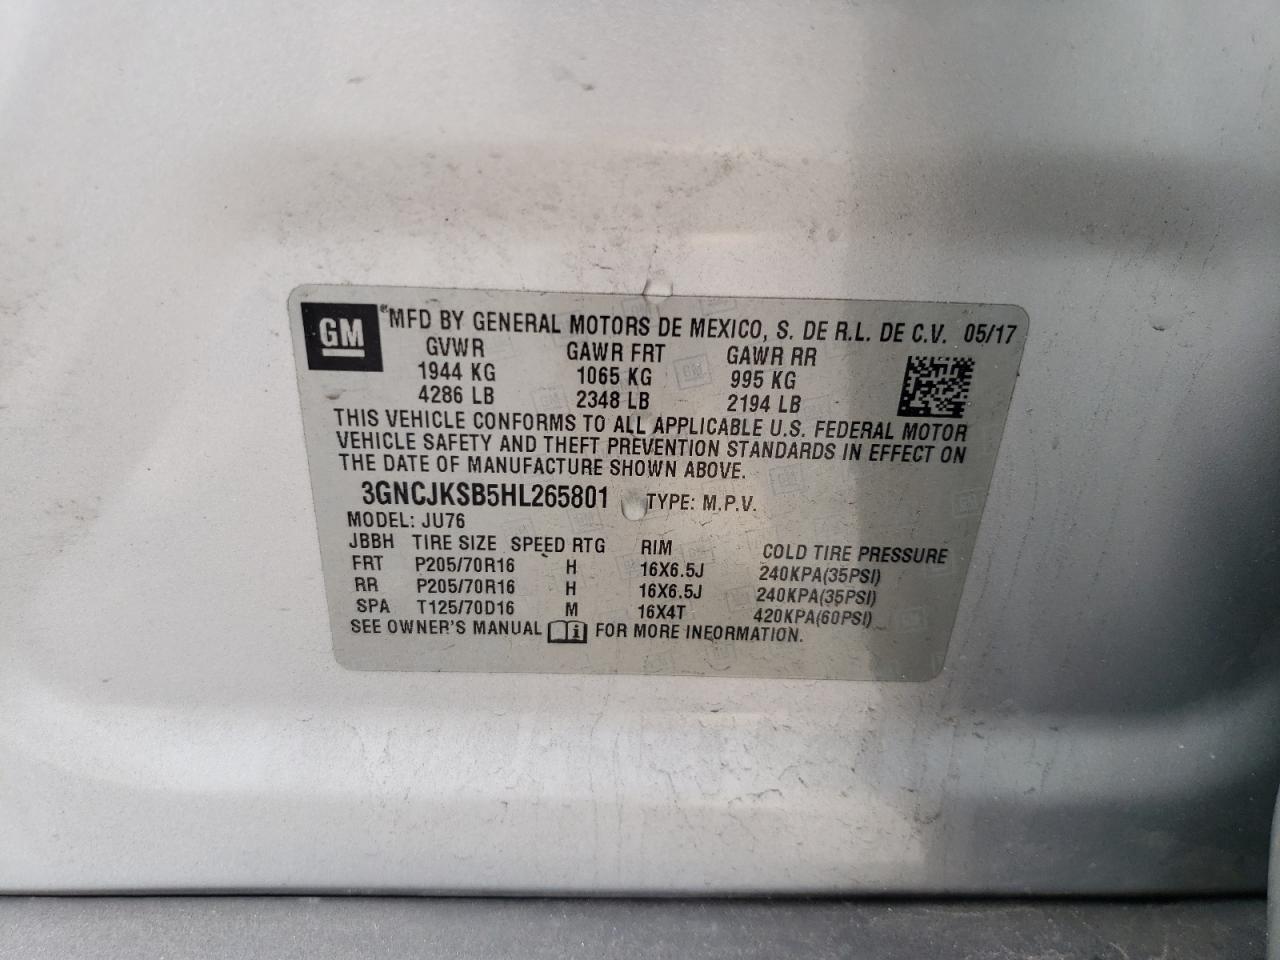 GM
MFD BY GENERAL MOTORS DE MEXICO, S. DE R.L. DE C.V. 05/17
GVWR GAWR FRT GAWR RR
1944 KG 1065 KG 995 KG
4286 LB 2348 LB 2194 LB
THIS VEHICLE CONFORMS TO ALL APPLICABLE U.S. FEDERAL MOTOR
VEHICLE SAFETY AND THEFT PREVENTION STANDARDS IN EFFECT ON
THE DATE OF MANUFACTURE SHOWN ABOVE.
3GNCJKSB5HL265801 TYPE: M.P.V.
MODEL: JU76
JBBH TIRE SIZE SPEED RTG RIM COLD TIRE PRESSURE
FRT P205/70R16 H 16X6.5J 240KPA(35PSI)
RR P205/70R16 H 16X6.5J 240KPA(35PSI)
SPA T125/70D16 M 16X4T 420KPA(60PSI)
SEE OWNER'S MANUAL FOR MORE INFORMATION.